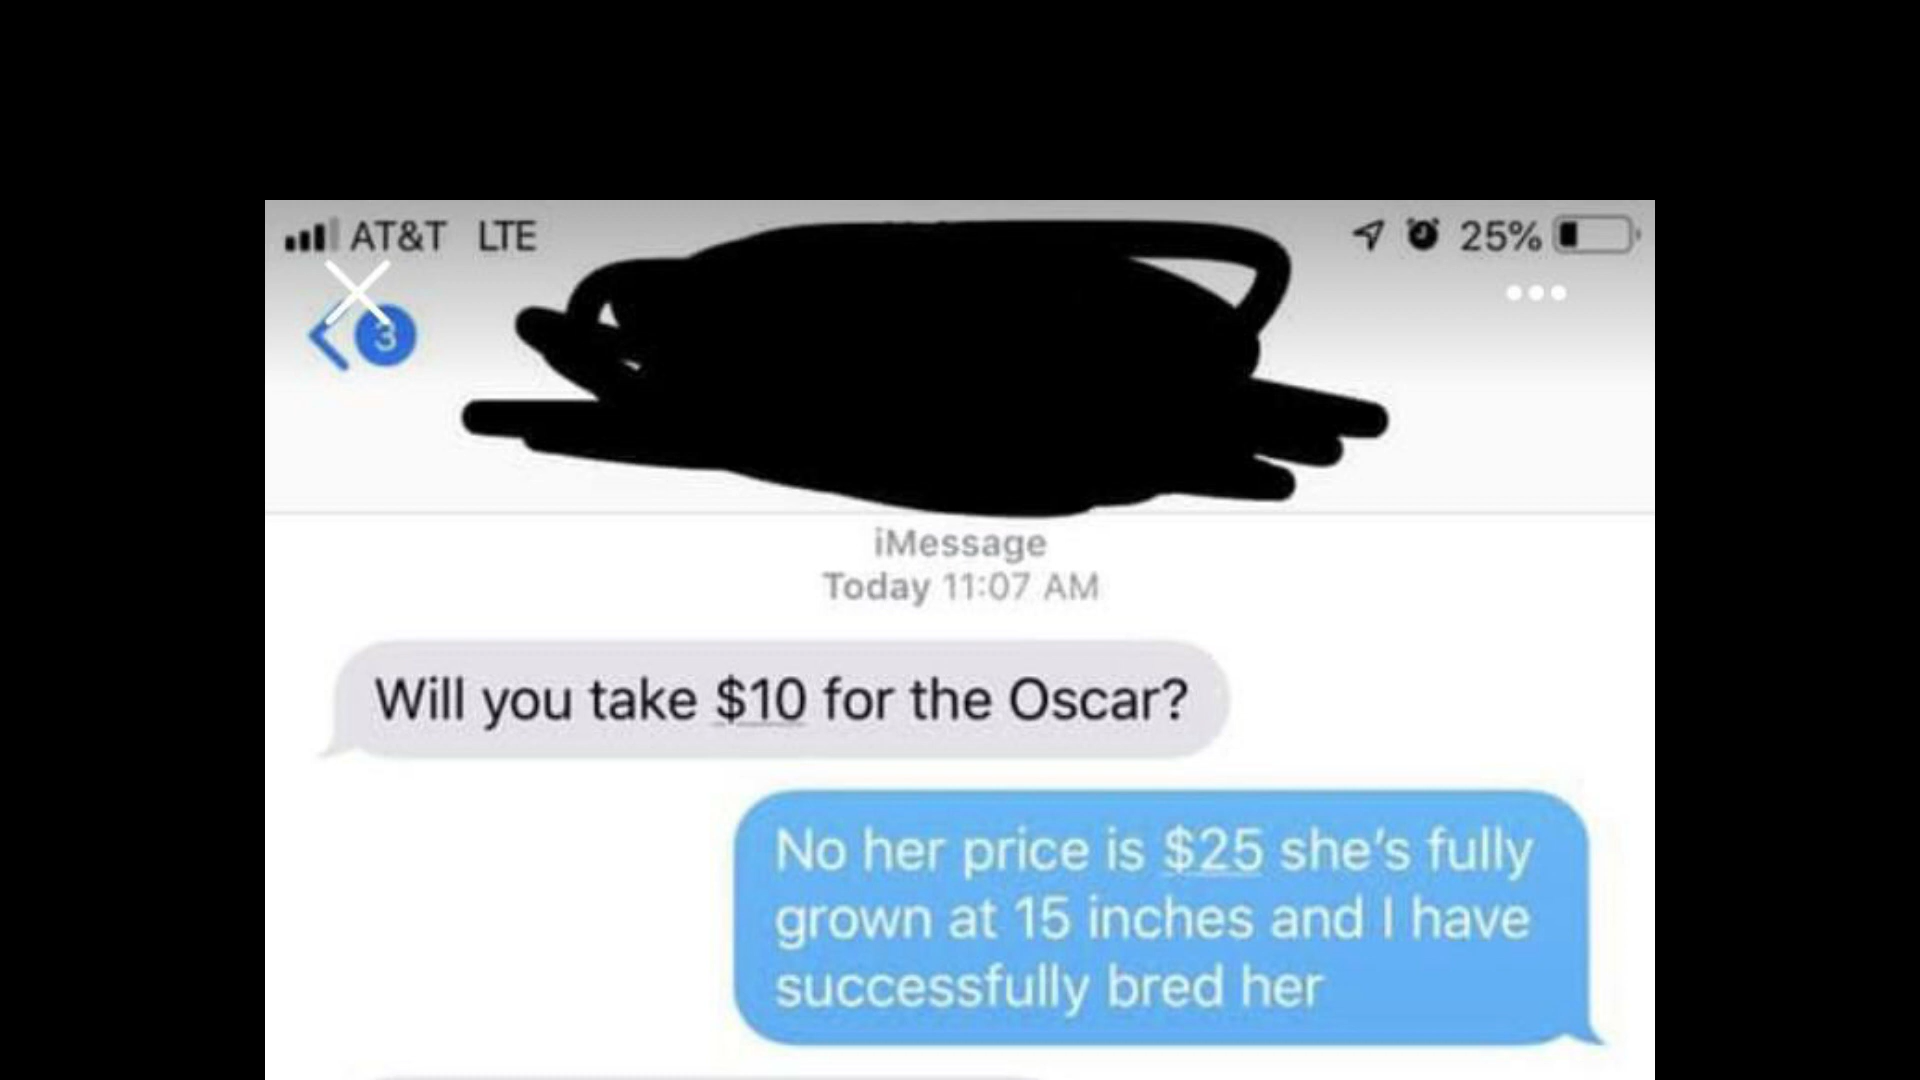 AT&T LTE 25%
3
iMessage
Today 11:07 AM
Will you take $10 for the Oscar?
No her price is $25 she's fully
grown at 15 inches and I have
successfully bred her